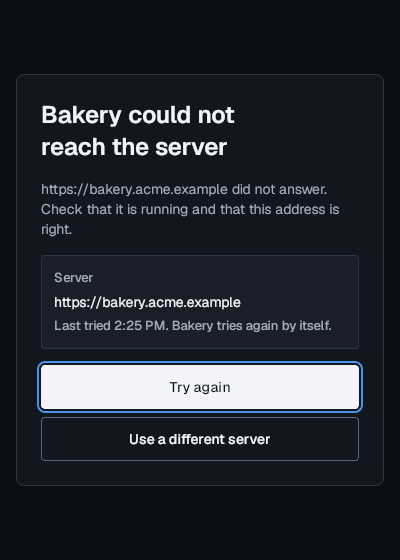 Bakery could not
reach the server
https://bakery.acme.example did not answer.
Check that it is running and that this address is
right.
Server
https://bakery.acme.example
Last tried 2:25 PM. Bakery tries again by itself.
Try again
Use a different server